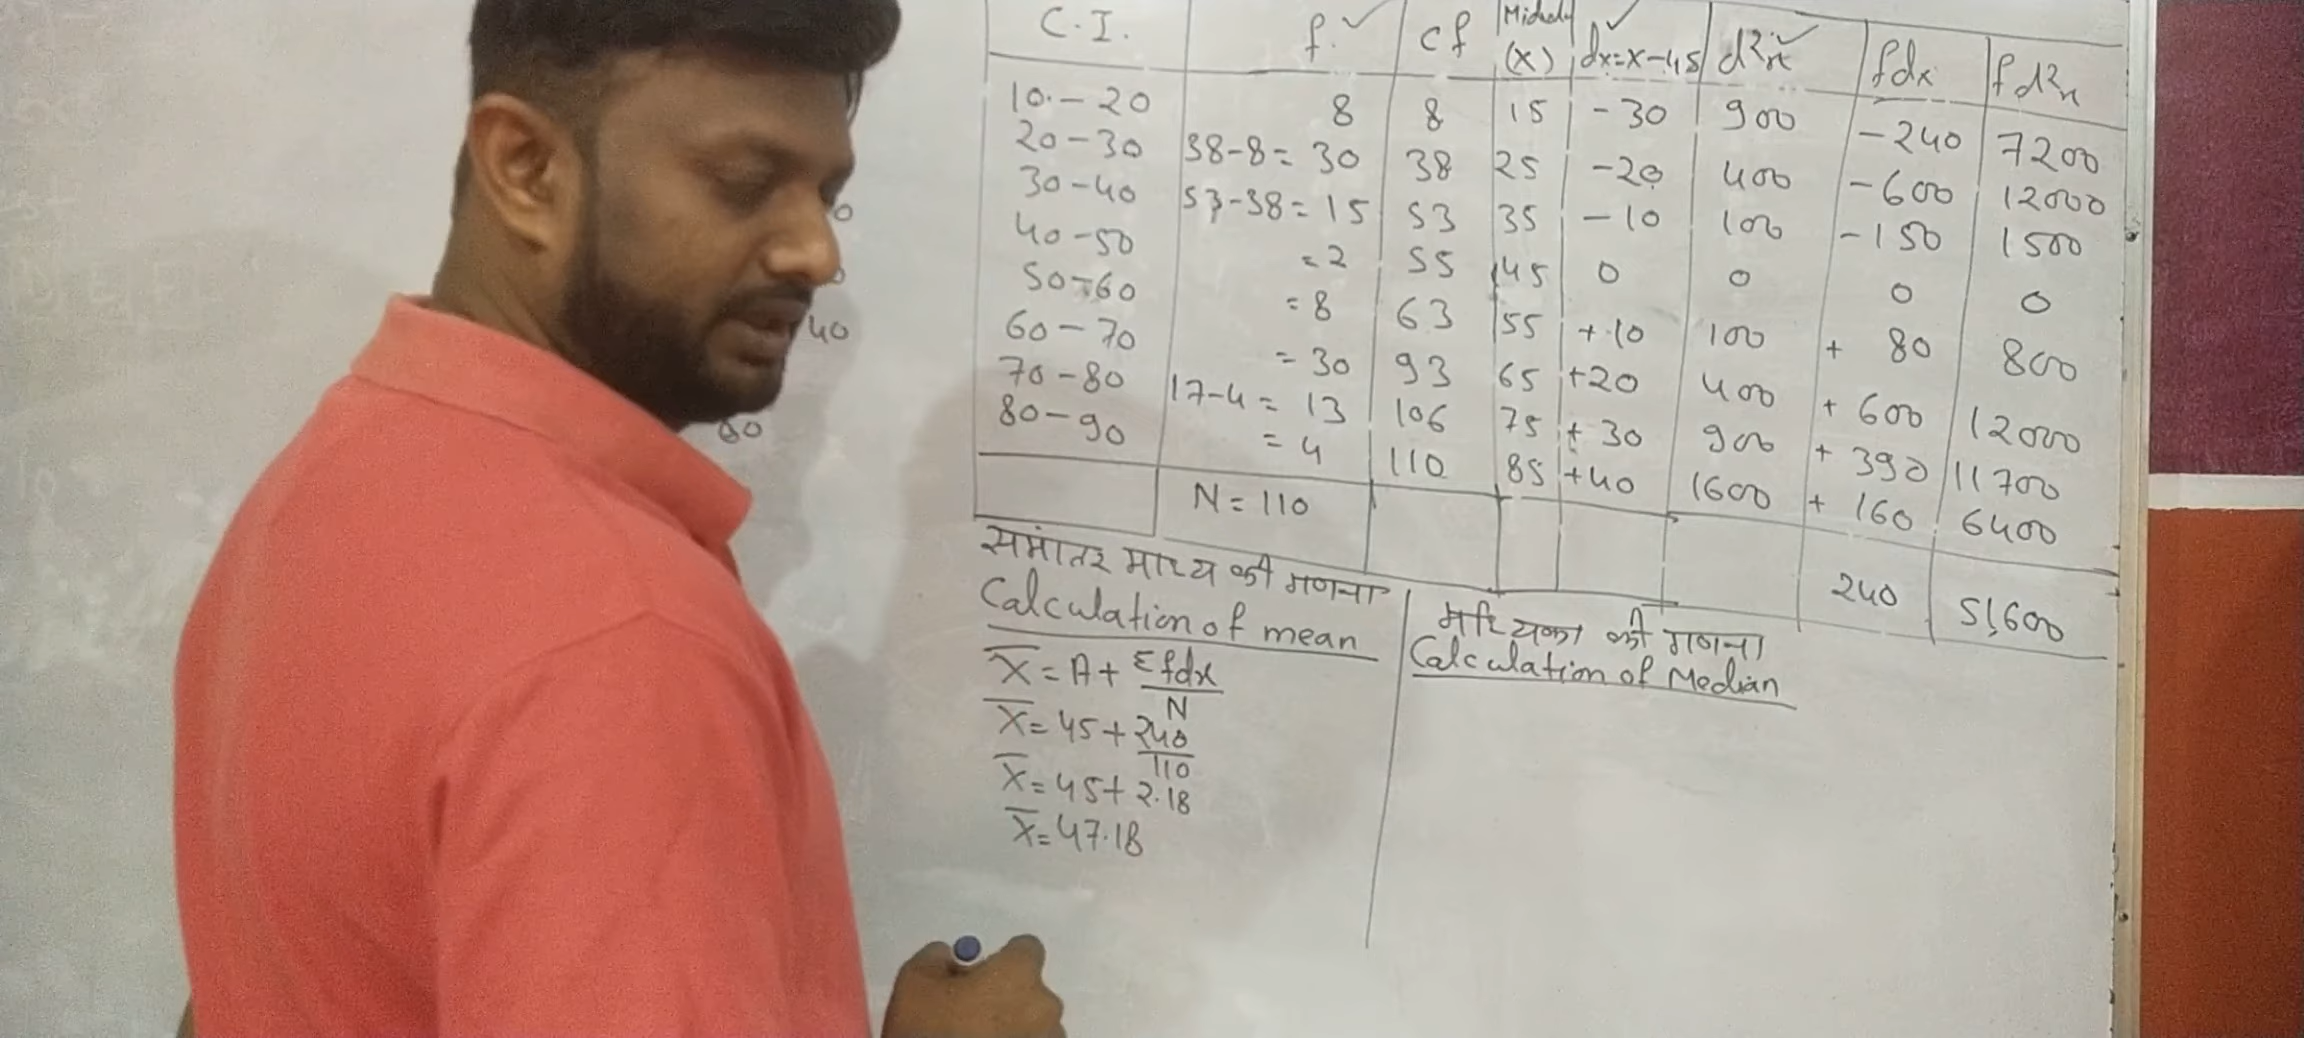 C.I. f. cf Midvaly (x) dx=x-45 d²x fdx fd²x
10-20 8 8 15 -30 900 -240 7200
20-30 38-8= 30 38 25 -20 400 -600 12000
30-40 53-38= 15 53 35 -10 100 -150 1500
40-50 =2 55 45 0 0 0 0
50-60 =8 63 55 +10 100 + 80 800
60-70 =30 93 65 +20 400 + 600 12000
70-80 17-4= 13 106 75 +30 900 + 390 11700
80-90 =4 110 85 +40 1600 + 160 6400
N=110 240 51,600
समांतर माध्य की गणना
Calculation of mean
X̄ = A + Σfdx/N
X̄ = 45 + 240/110
X̄ = 45 + 2.18
X̄ = 47.18
माध्यिका की गणना
Calculation of Median
40
60